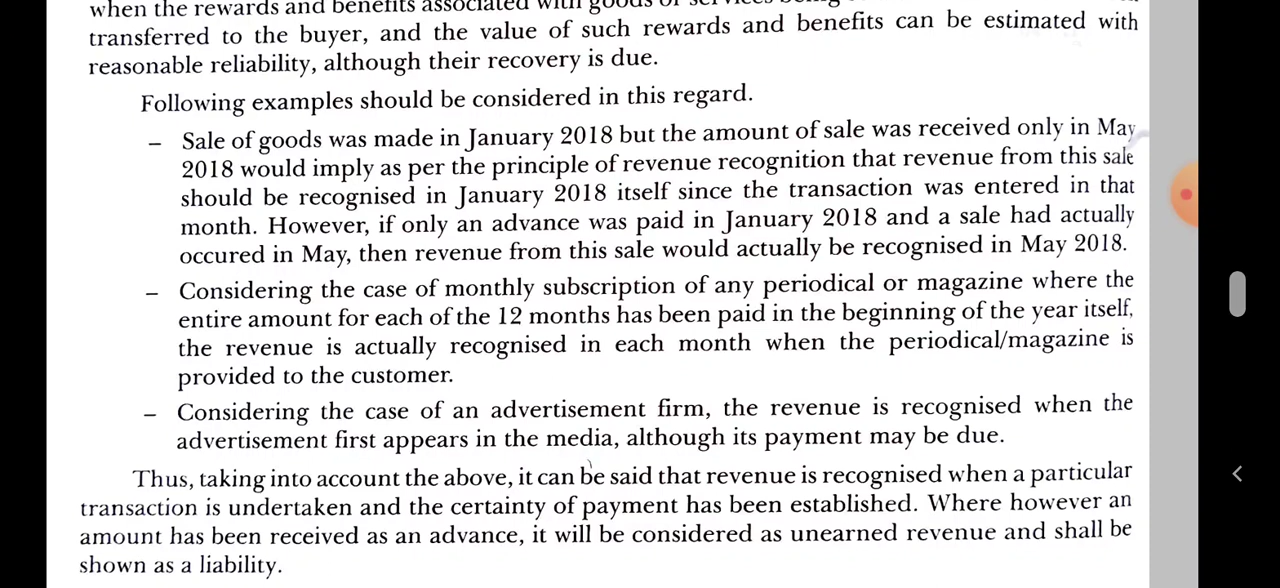 when the rewards and benefits associated with goods or services being
transferred to the buyer, and the value of such rewards and benefits can be estimated with
reasonable reliability, although their recovery is due.
Following examples should be considered in this regard.
– Sale of goods was made in January 2018 but the amount of sale was received only in May
2018 would imply as per the principle of revenue recognition that revenue from this sale
should be recognised in January 2018 itself since the transaction was entered in that
month. However, if only an advance was paid in January 2018 and a sale had actually
occured in May, then revenue from this sale would actually be recognised in May 2018.
– Considering the case of monthly subscription of any periodical or magazine where the
entire amount for each of the 12 months has been paid in the beginning of the year itself,
the revenue is actually recognised in each month when the periodical/magazine is
provided to the customer.
– Considering the case of an advertisement firm, the revenue is recognised when the
advertisement first appears in the media, although its payment may be due.
Thus, taking into account the above, it can be said that revenue is recognised when a particular
transaction is undertaken and the certainty of payment has been established. Where however an
amount has been received as an advance, it will be considered as unearned revenue and shall be
shown as a liability.